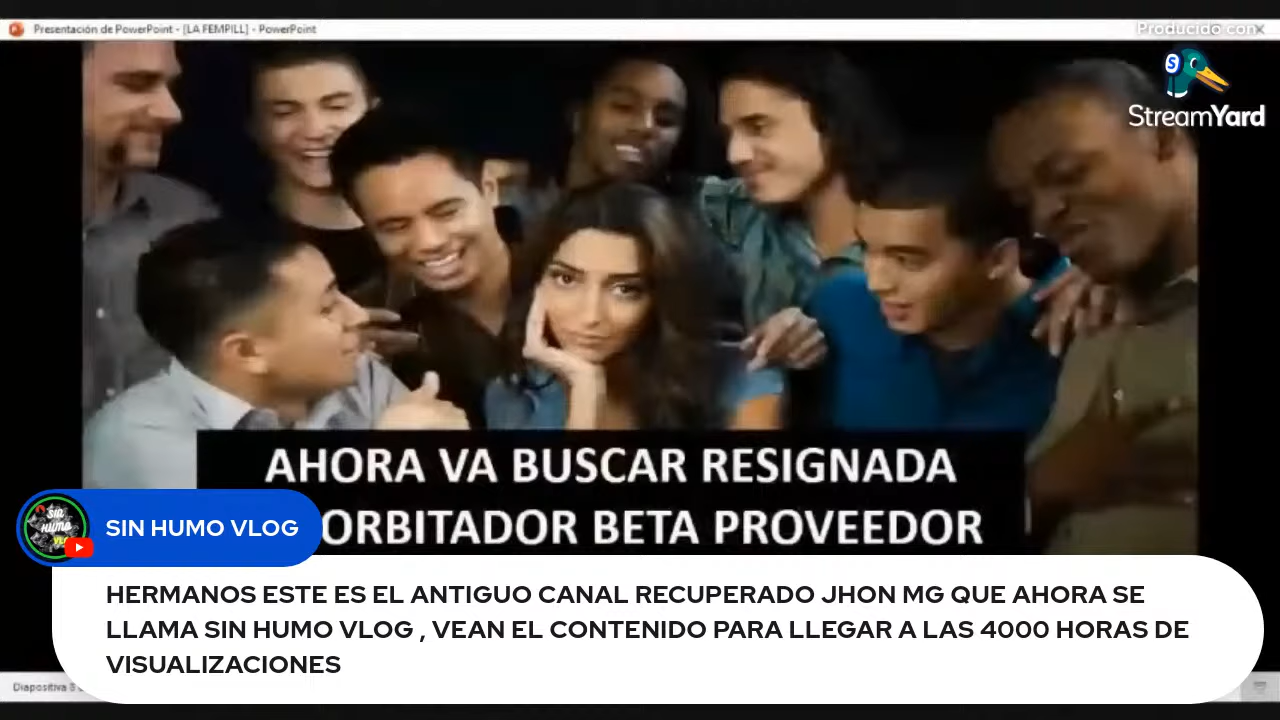 Presentación de PowerPoint - [LA FEMPILL] - PowerPoint
Producido con
StreamYard
AHORA VA BUSCAR RESIGNADA
ORBITADOR BETA PROVEEDOR
SIN HUMO VLOG
HERMANOS ESTE ES EL ANTIGUO CANAL RECUPERADO JHON MG QUE AHORA SE
LLAMA SIN HUMO VLOG , VEAN EL CONTENIDO PARA LLEGAR A LAS 4000 HORAS DE
VISUALIZACIONES
Diapositiva